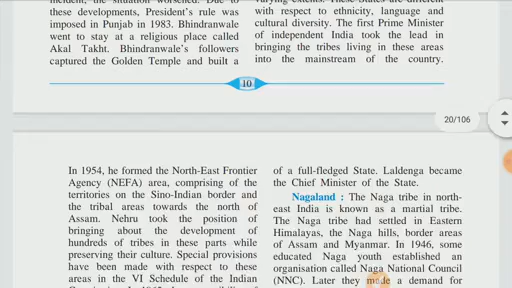 these developments, President's rule was
imposed in Punjab in 1983. Bhindranwale
went to stay at a religious place called
Akal Takht. Bhindranwale's followers
captured the Golden Temple and built a
with respect to ethnicity, language and
cultural diversity. The first Prime Minister
of independent India took the lead in
bringing the tribes living in these areas
into the mainstream of the country.
10
20/106
In 1954, he formed the North-East Frontier
Agency (NEFA) area, comprising of the
territories on the Sino-Indian border and
the tribal areas towards the north of
Assam. Nehru took the position of
bringing about the development of
hundreds of tribes in these parts while
preserving their culture. Special provisions
have been made with respect to these
areas in the VI Schedule of the Indian
of a full-fledged State. Laldenga became
the Chief Minister of the State.
Nagaland : The Naga tribe in north-
east India is known as a martial tribe.
The Naga tribe had settled in Eastern
Himalayas, the Naga hills, border areas
of Assam and Myanmar. In 1946, some
educated Naga youth established an
organisation called Naga National Council
(NNC). Later they made a demand for